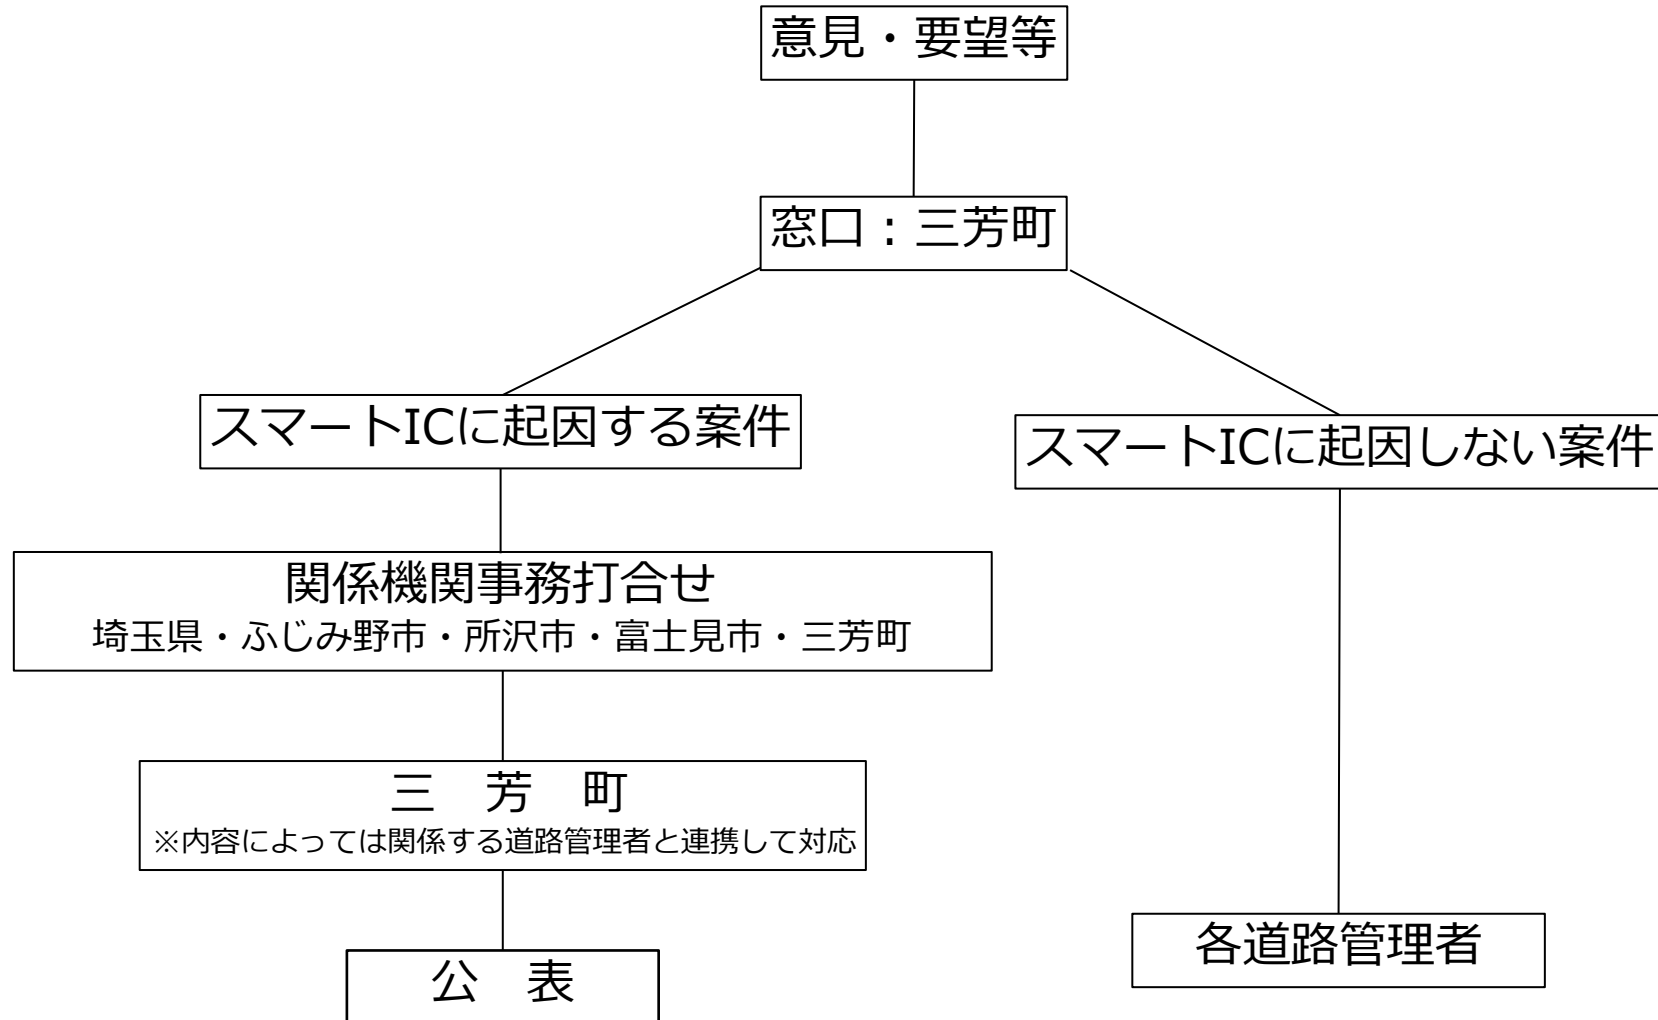 意見・要望等
窓口：三芳町
スマートICに起因する案件
スマートICに起因しない案件
関係機関事務打合せ
埼玉県・ふじみ野市・所沢市・富士見市・三芳町
三　芳　町
※内容によっては関係する道路管理者と連携して対応
各道路管理者
公　表